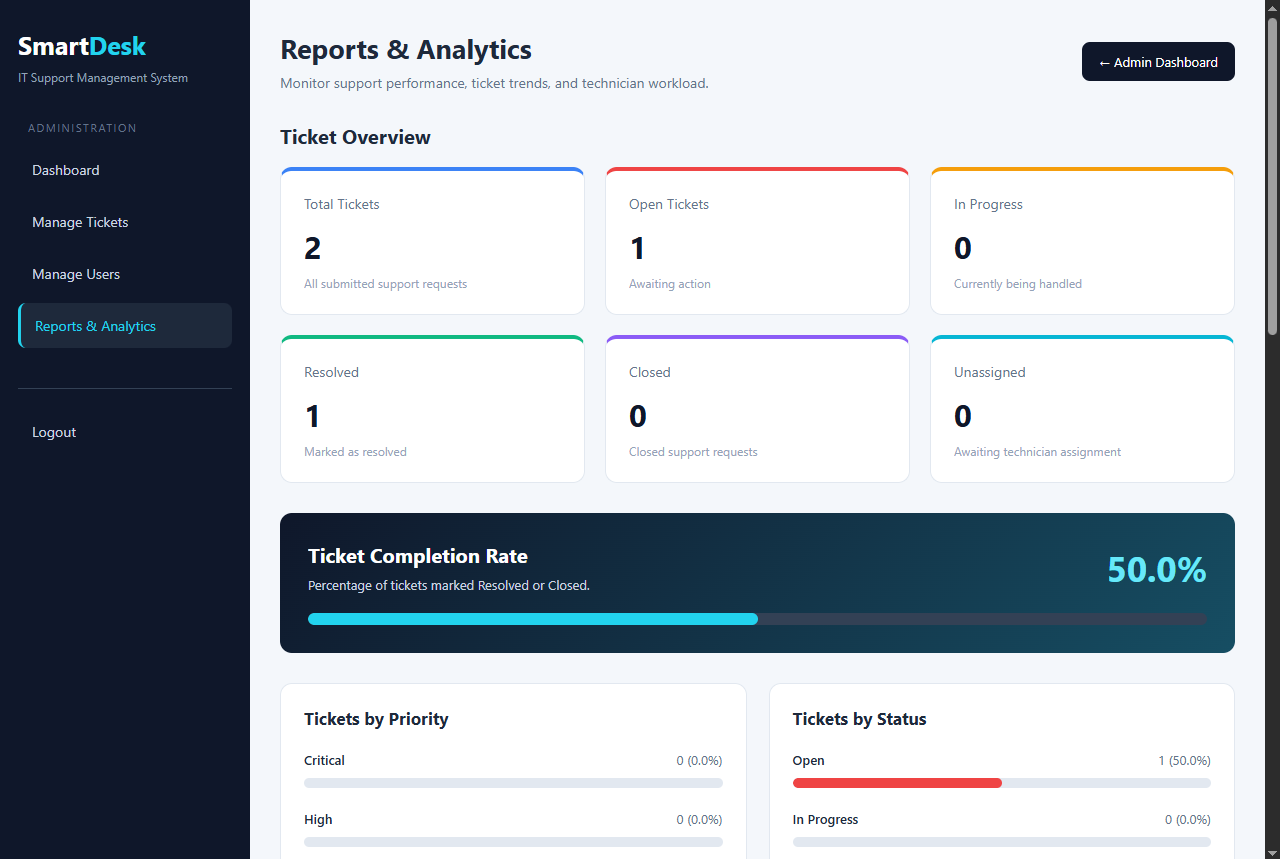 SmartDesk
IT Support Management System
ADMINISTRATION
Dashboard
Manage Tickets
Manage Users
Reports & Analytics
Logout
Reports & Analytics
Monitor support performance, ticket trends, and technician workload.
← Admin Dashboard
Ticket Overview
Total Tickets
2
All submitted support requests
Open Tickets
1
Awaiting action
In Progress
0
Currently being handled
Resolved
1
Marked as resolved
Closed
0
Closed support requests
Unassigned
0
Awaiting technician assignment
Ticket Completion Rate
Percentage of tickets marked Resolved or Closed.
50.0%
Tickets by Priority
Critical 0 (0.0%)
High 0 (0.0%)
Tickets by Status
Open 1 (50.0%)
In Progress 0 (0.0%)